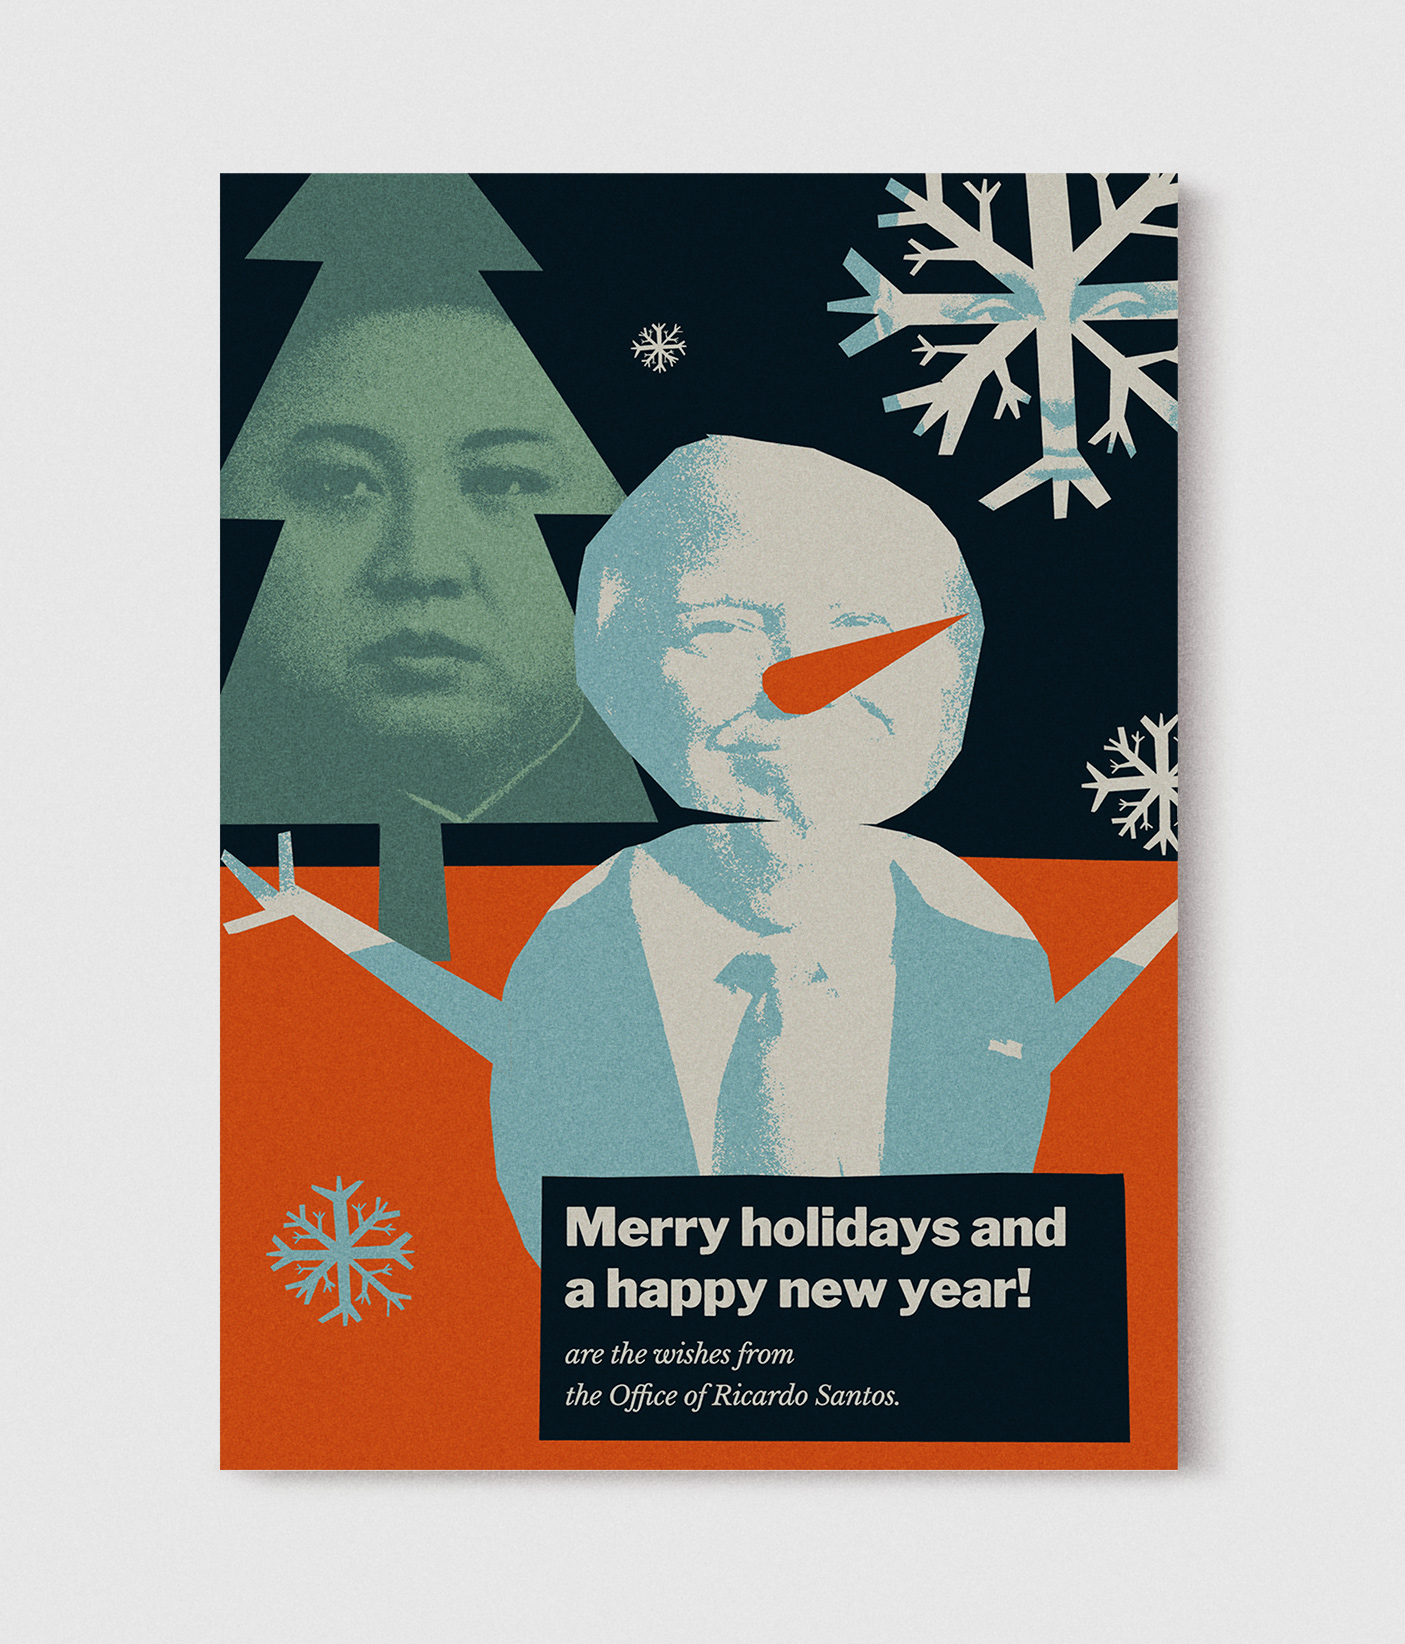 Merry holidays and
a happy new year!
are the wishes from
the Office of Ricardo Santos.